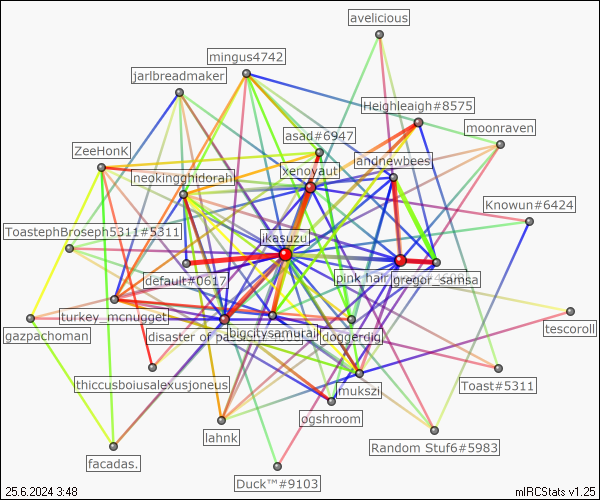 avelicious
mingus4742
jarlbreadmaker
Heighleaigh#8575
asad#6947
moonraven
ZeeHonK
andnewbees
xenoyaut
neokingghidorah
Knowun#6424
ToastephBroseph5311#5311
ikasuzu
default#0617
pink hair
gregor_samsa
turkey_mcnugget
gazpachoman
disaster of pa
bigcitysamurai
doggerdig
tescoroll
thiccusboiusalexusjoneus
mukszi
Toast#5311
ogshroom
lahnk
Random Stuf6#5983
facadas.
Duck™#9103
25.6.2024 3:48
mIRCStats v1.25